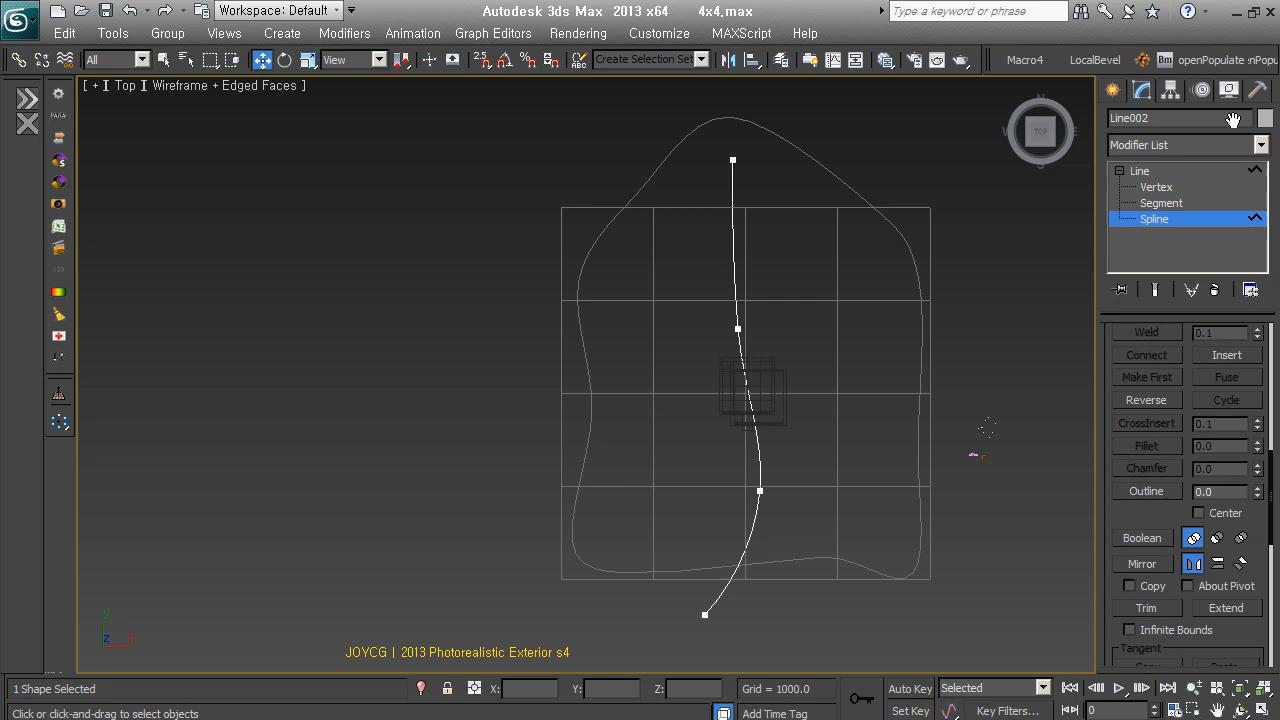 Workspace: Default
Autodesk 3ds Max 2013 x64 4x4.max
Type a keyword or phrase
Edit Tools Group Views Create Modifiers Animation Graph Editors Rendering Customize MAXScript Help
All View Create Selection Set Macro4 LocalBevel Bm openPopulate nPopu
[ + ] Top ] Wireframe + Edged Faces ]
PARA
N
W TOP E
S
Line002
Modifier List
Line
Vertex
Segment
Spline
Weld 0.1
Connect Insert
Make First Fuse
Reverse Cycle
CrossInsert 0.1
Fillet 0.0
Chamfer 0.0
Outline 0.0
Center
Boolean
Mirror
Copy About Pivot
Trim Extend
Infinite Bounds
Tangent
y
z x
JOYCG | 2013 Photorealistic Exterior s4
1 Shape Selected X: Y: Z: Grid = 1000.0 Auto Key Selected
Click or click-and-drag to select objects Add Time Tag Set Key Key Filters... 0